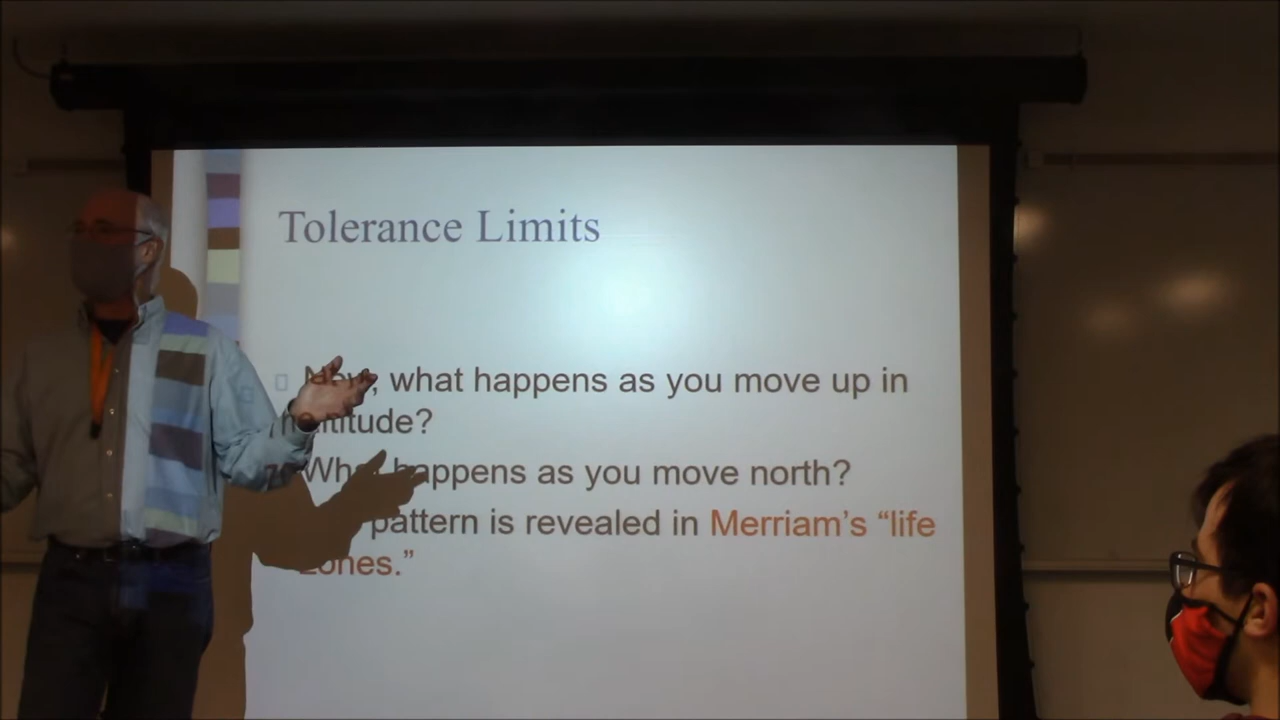 Tolerance Limits
Now, what happens as you move up in
altitude?
What happens as you move north?
pattern is revealed in Merriam's “life
zones.”